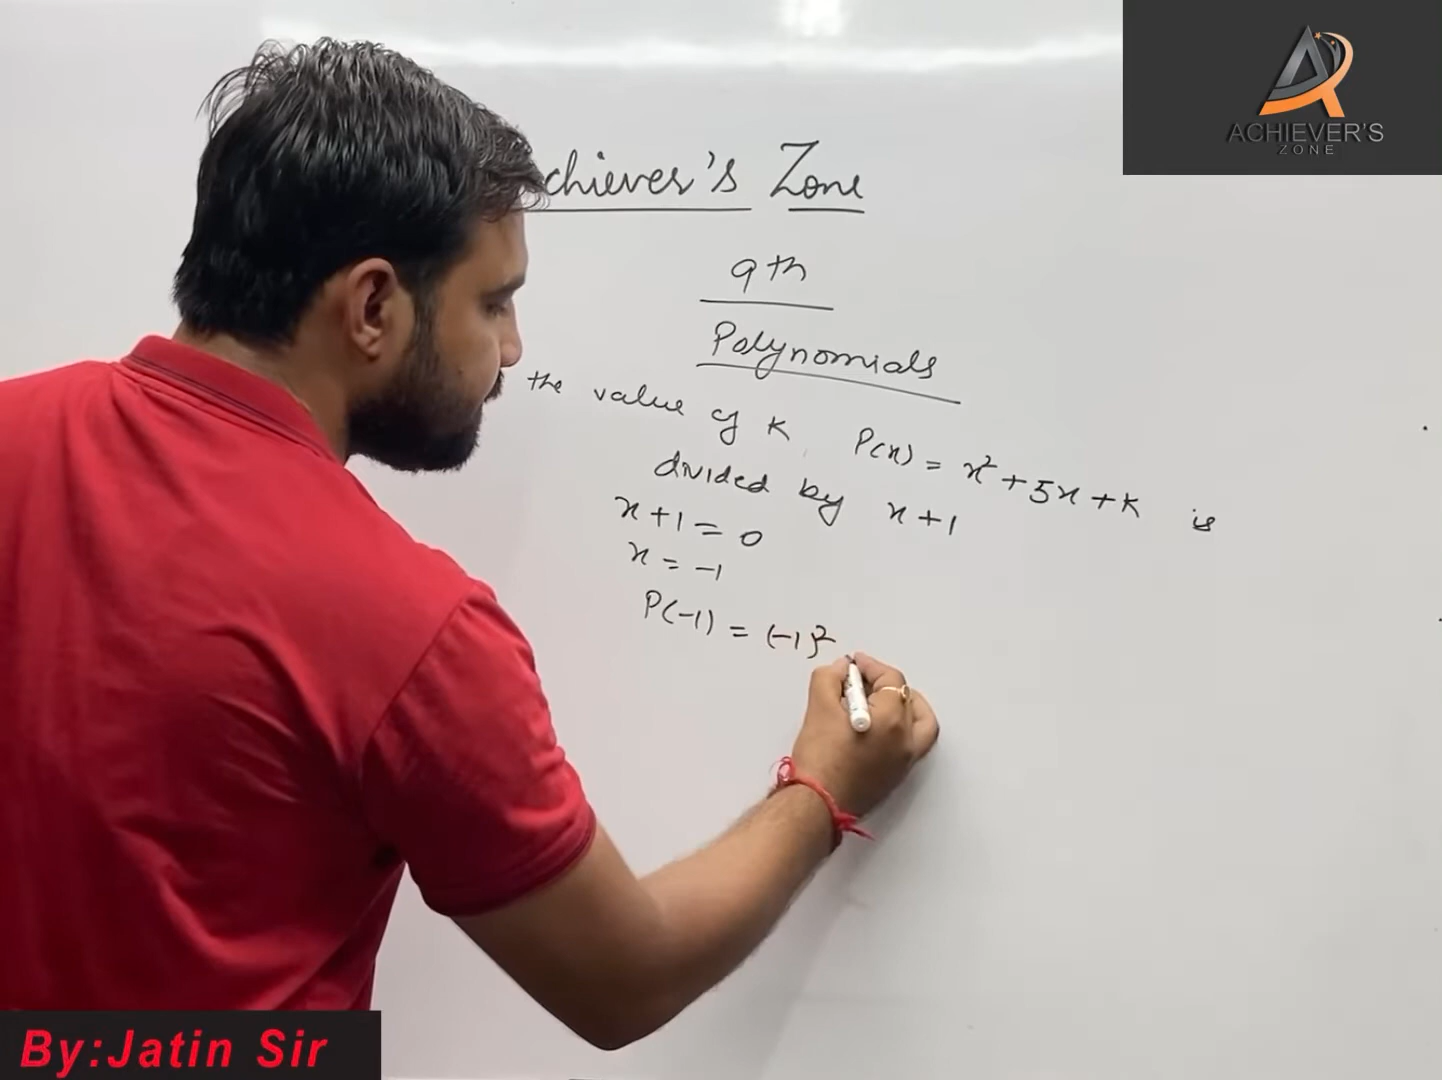 ACHIEVER'S
ZONE
chiever's Zone
9th
Polynomials
the value of K, P(x) = x² + 5x + k is
divided by x + 1
x + 1 = 0
x = -1
P(-1) = (-1)²
By:Jatin Sir